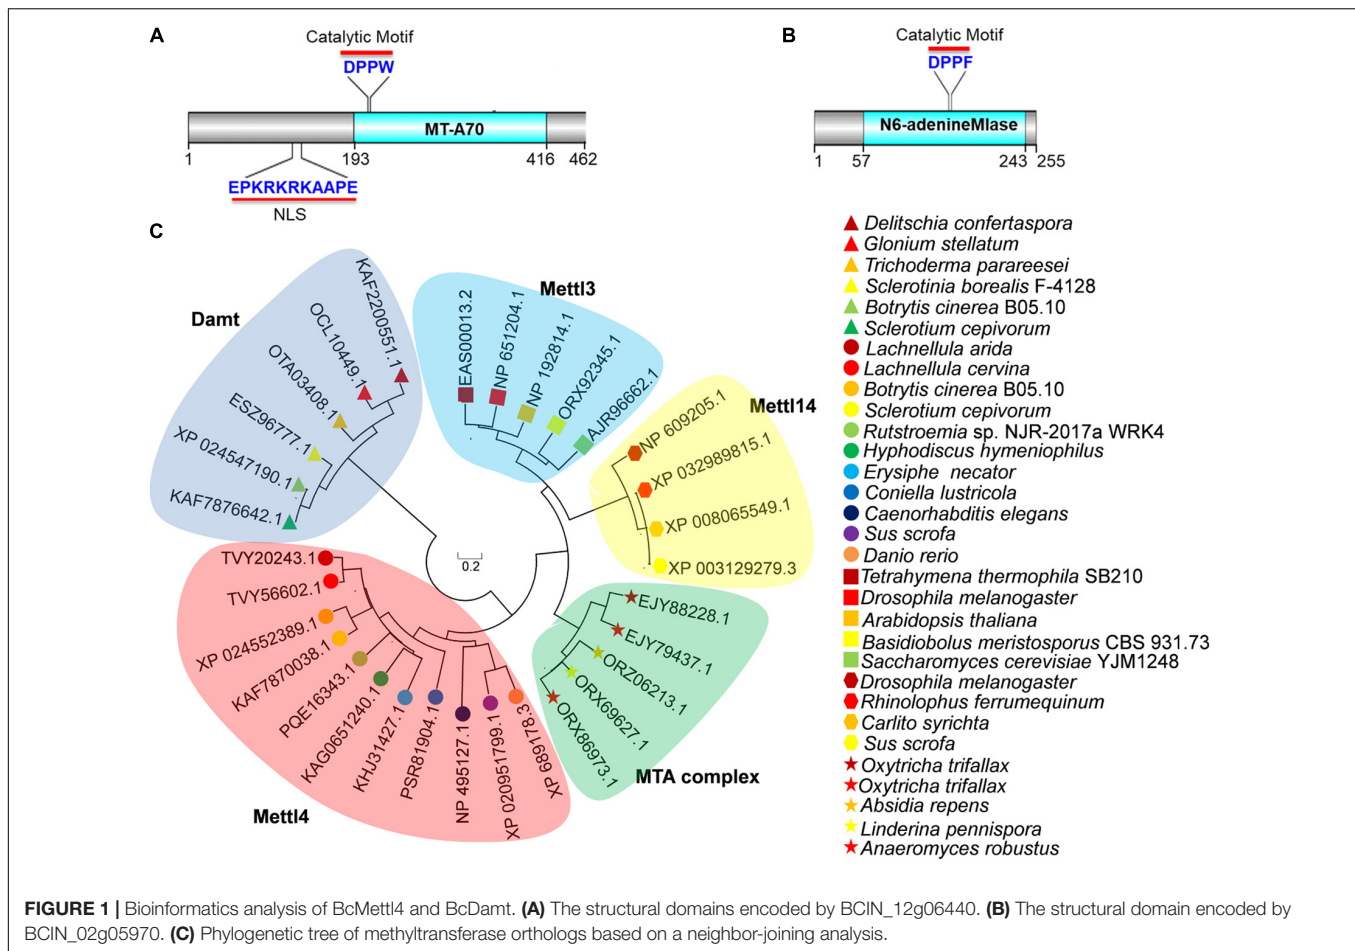 A
Catalytic Motif
DPPW
MT-A70
1
193
416
462
EPKRKRKAAPE
NLS
B
Catalytic Motif
DPPF
N6-adenineMlase
1
57
243
255
C
Damt
KAF2200551.1
OCL10449.1
OTA03408.1
ESZ96777.1
XP 024547190.1
KAF7876642.1
Mettl3
EAS00013.2
NP 651204.1
NP 192814.1
ORX92345.1
AJR96662.1
Mettl14
NP 609205.1
XP 032989815.1
XP 008065549.1
XP 003129279.3
0.2
TVY20243.1
TVY56602.1
XP 024552389.1
KAF7870038.1
PQE16343.1
KAG0651240.1
KHJ31427.1
PSR81904.1
NP 495127.1
XP 020951799.1
XP 689178.3
Mettl4
EJY88228.1
EJY79437.1
ORZ06213.1
ORX69627.1
ORX86973.1
MTA complex
Delitschia confertaspora
Glonium stellatum
Trichoderma parareesei
Sclerotinia borealis F-4128
Botrytis cinerea B05.10
Sclerotium cepivorum
Lachnellula arida
Lachnellula cervina
Botrytis cinerea B05.10
Sclerotium cepivorum
Rutstroemia sp. NJR-2017a WRK4
Hyphodiscus hymeniophilus
Erysiphe necator
Coniella lustricola
Caenorhabditis elegans
Sus scrofa
Danio rerio
Tetrahymena thermophila SB210
Drosophila melanogaster
Arabidopsis thaliana
Basidiobolus meristosporus CBS 931.73
Saccharomyces cerevisiae YJM1248
Drosophila melanogaster
Rhinolophus ferrumequinum
Carlito syrichta
Sus scrofa
Oxytricha trifallax
Oxytricha trifallax
Absidia repens
Linderina pennispora
Anaeromyces robustus
FIGURE 1 | Bioinformatics analysis of BcMettl4 and BcDamt. (A) The structural domains encoded by BCIN_12g06440. (B) The structural domain encoded by
BCIN_02g05970. (C) Phylogenetic tree of methyltransferase orthologs based on a neighbor-joining analysis.